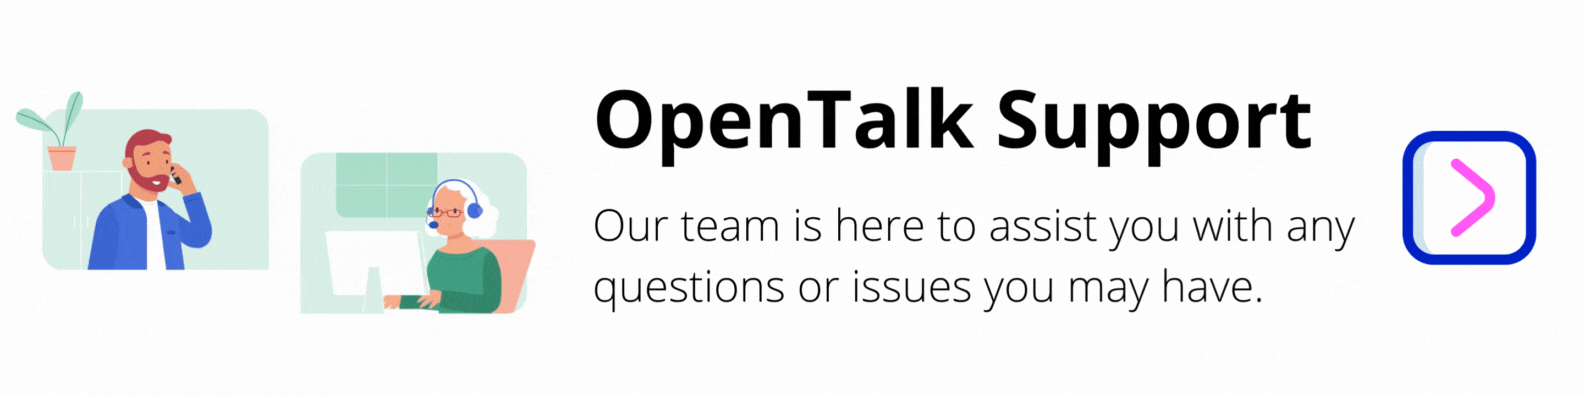 OpenTalk Support
Our team is here to assist you with any
questions or issues you may have.